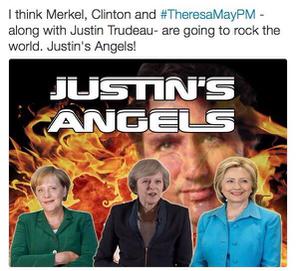 I think Merkel, Clinton and #TheresaMayPM -
along with Justin Trudeau- are going to rock the
world. Justin's Angels!
JUSTIN'S
ANGELS